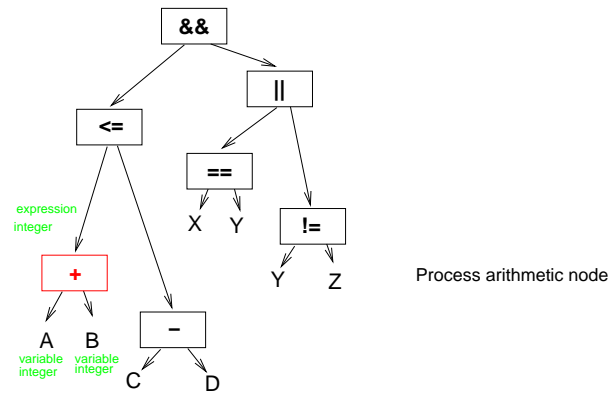 &&
||
<=
==
expression
integer
X Y
!=
+
Y Z
Process arithmetic node
A B
−
variable variable
integer integer
C D